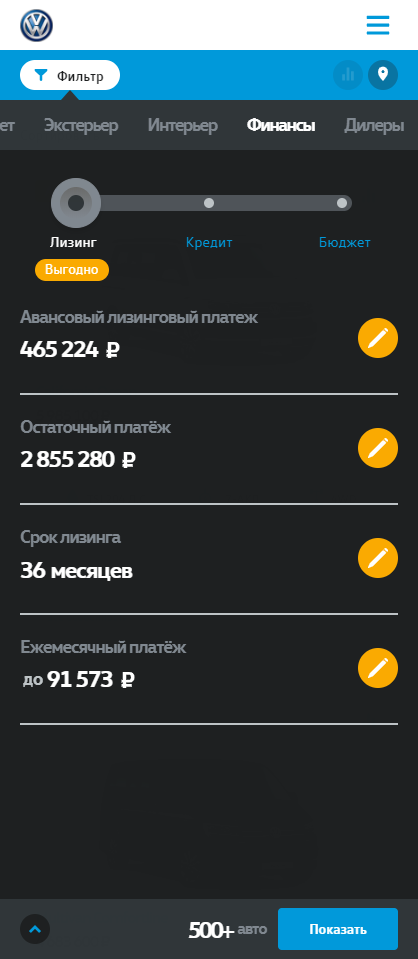 Фильтр
ет Экстерьер Интерьер Финансы Дилеры
Лизинг Кредит Бюджет
Выгодно
Авансовый лизинговый платеж
465 224 ₽
Остаточный платёж
2 855 280 ₽
Срок лизинга
36 месяцев
Ежемесячный платёж
до 91 573 ₽
500+ авто Показать